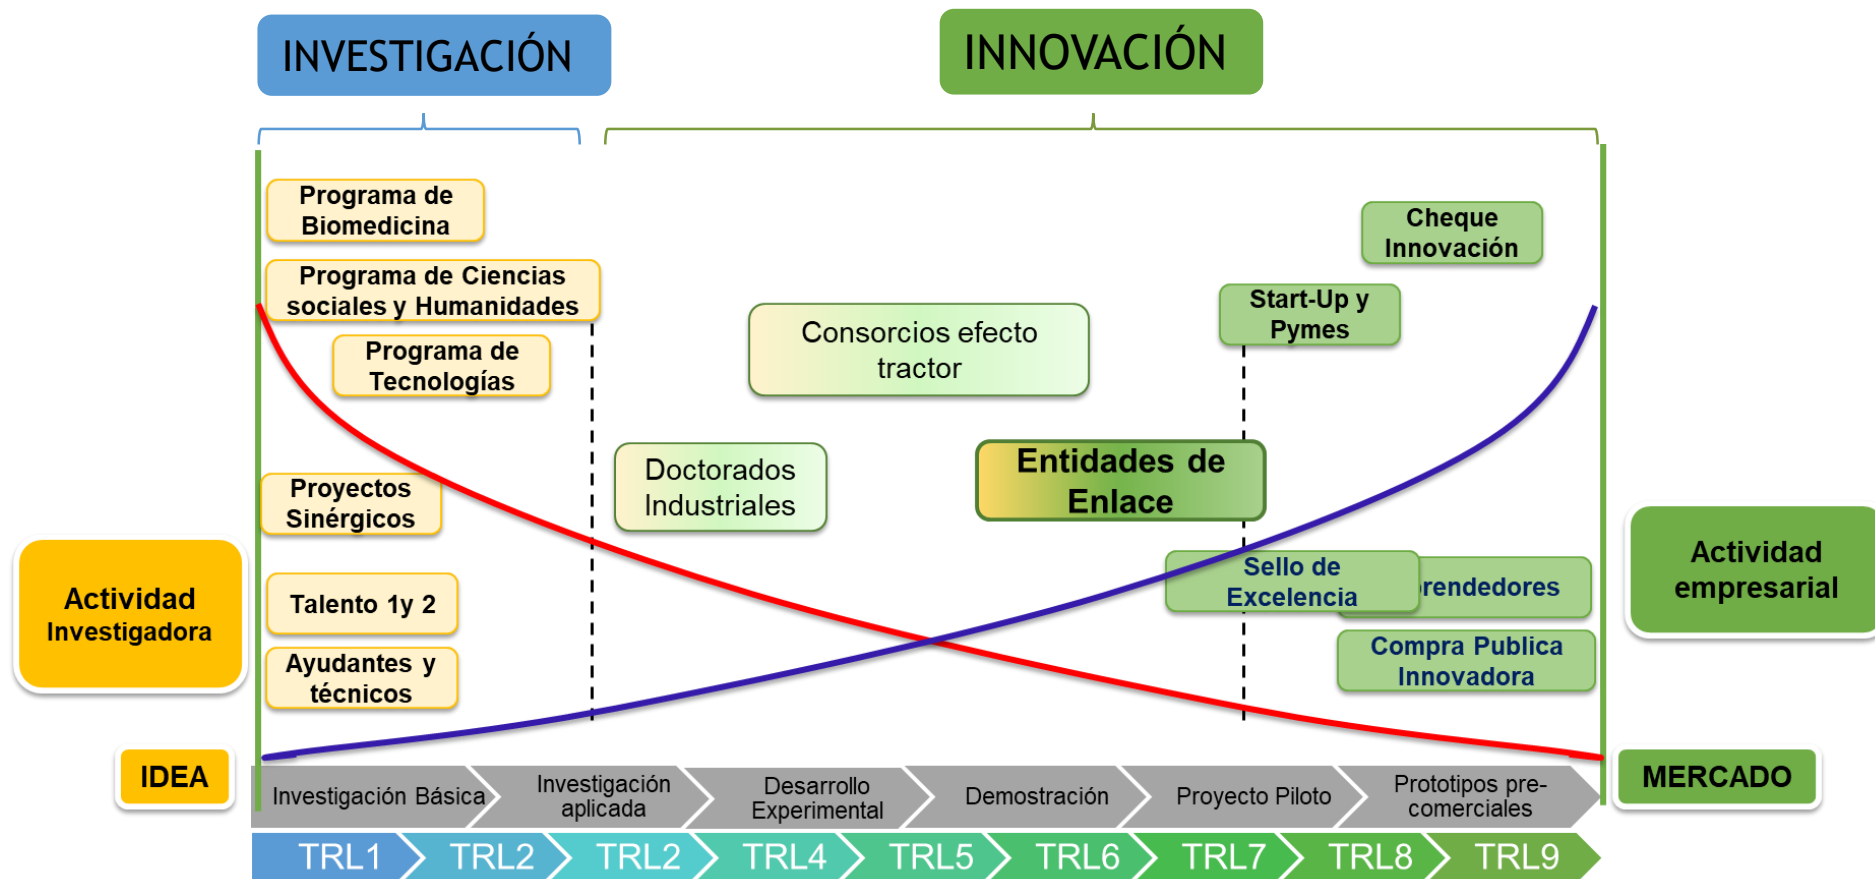 INVESTIGACIÓN
INNOVACIÓN
Programa de
Biomedicina
Cheque
Innovación
Programa de Ciencias
sociales y Humanidades
Start-Up y
Pymes
Consorcios efecto
tractor
Programa de
Tecnologías
Doctorados
Industriales
Entidades de
Enlace
Proyectos
Sinérgicos
Actividad
Investigadora
Sello de
Excelencia
Actividad
empresarial
Talento 1y 2
Compra Publica
Innovadora
Ayudantes y
técnicos
IDEA
MERCADO
Investigación Básica
Investigación
aplicada
Desarrollo
Experimental
Demostración
Proyecto Piloto
Prototipos pre-
comerciales
TRL1
TRL2
TRL2
TRL4
TRL5
TRL6
TRL7
TRL8
TRL9